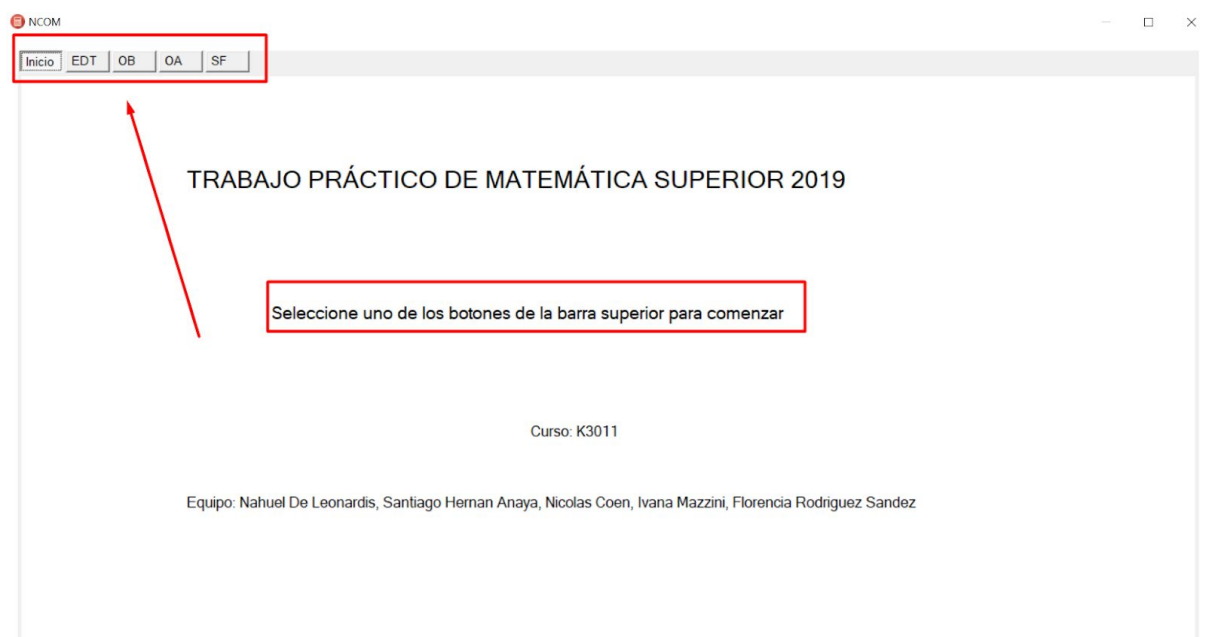 NCOM
Inicio EDT OB OA SF
TRABAJO PRÁCTICO DE MATEMÁTICA SUPERIOR 2019
Seleccione uno de los botones de la barra superior para comenzar
Curso: K3011
Equipo: Nahuel De Leonardis, Santiago Hernan Anaya, Nicolas Coen, Ivana Mazzini, Florencia Rodriguez Sandez